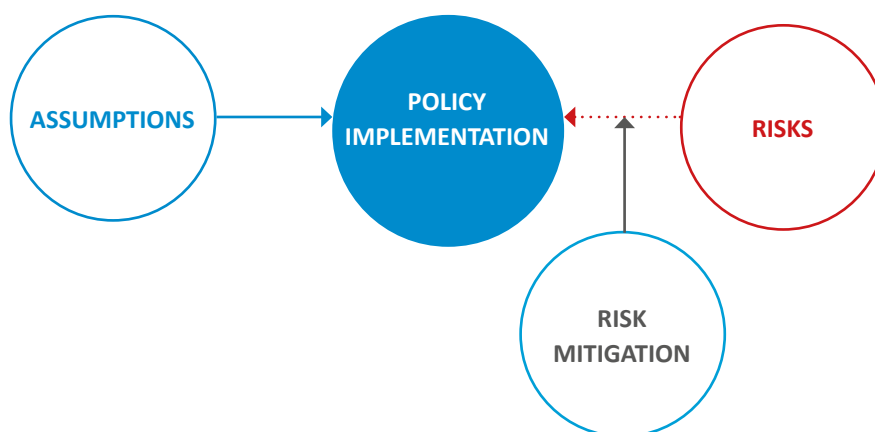 ASSUMPTIONS
POLICY
IMPLEMENTATION
RISKS
RISK
MITIGATION